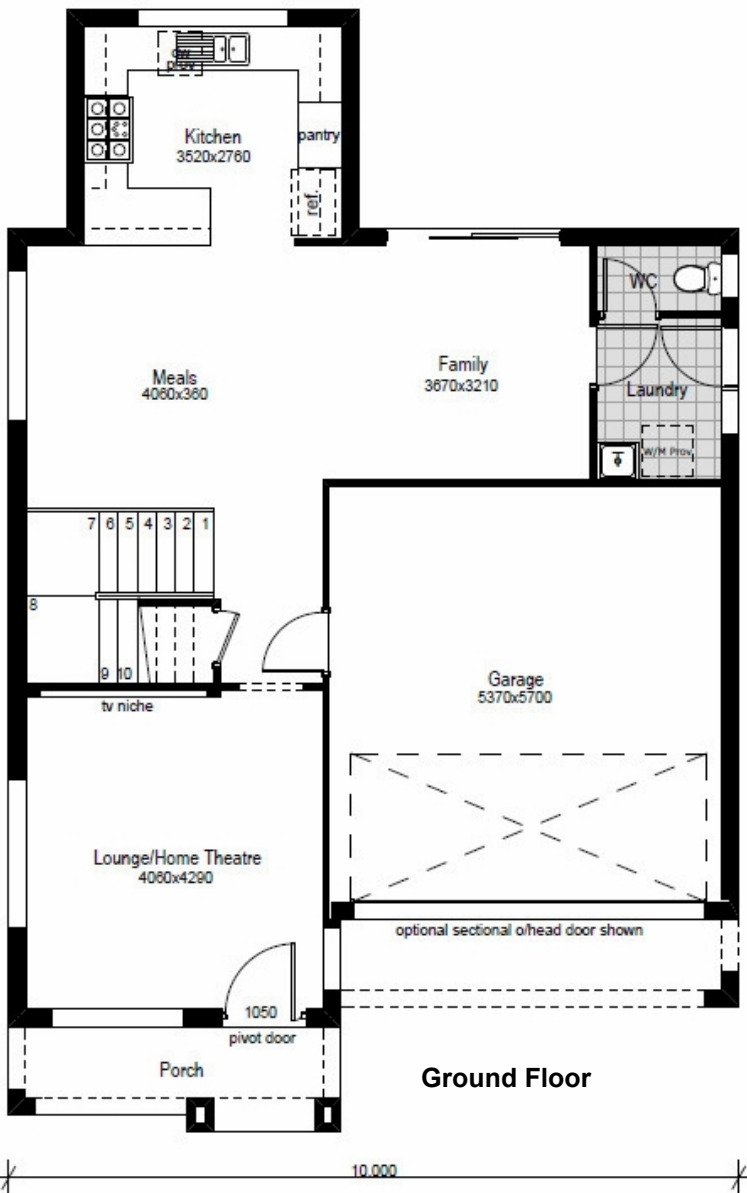 dw
prov
Kitchen
3520x2760
pantry
ref.
WC
Meals
4060x360
Family
3670x3210
Laundry
W/M Prov
7 6 5 4 3 2 1
8
9 10
tv niche
Garage
5370x5700
Lounge/Home Theatre
4060x4290
optional sectional o/head door shown
1050
pivot door
Porch
Ground Floor
10.000